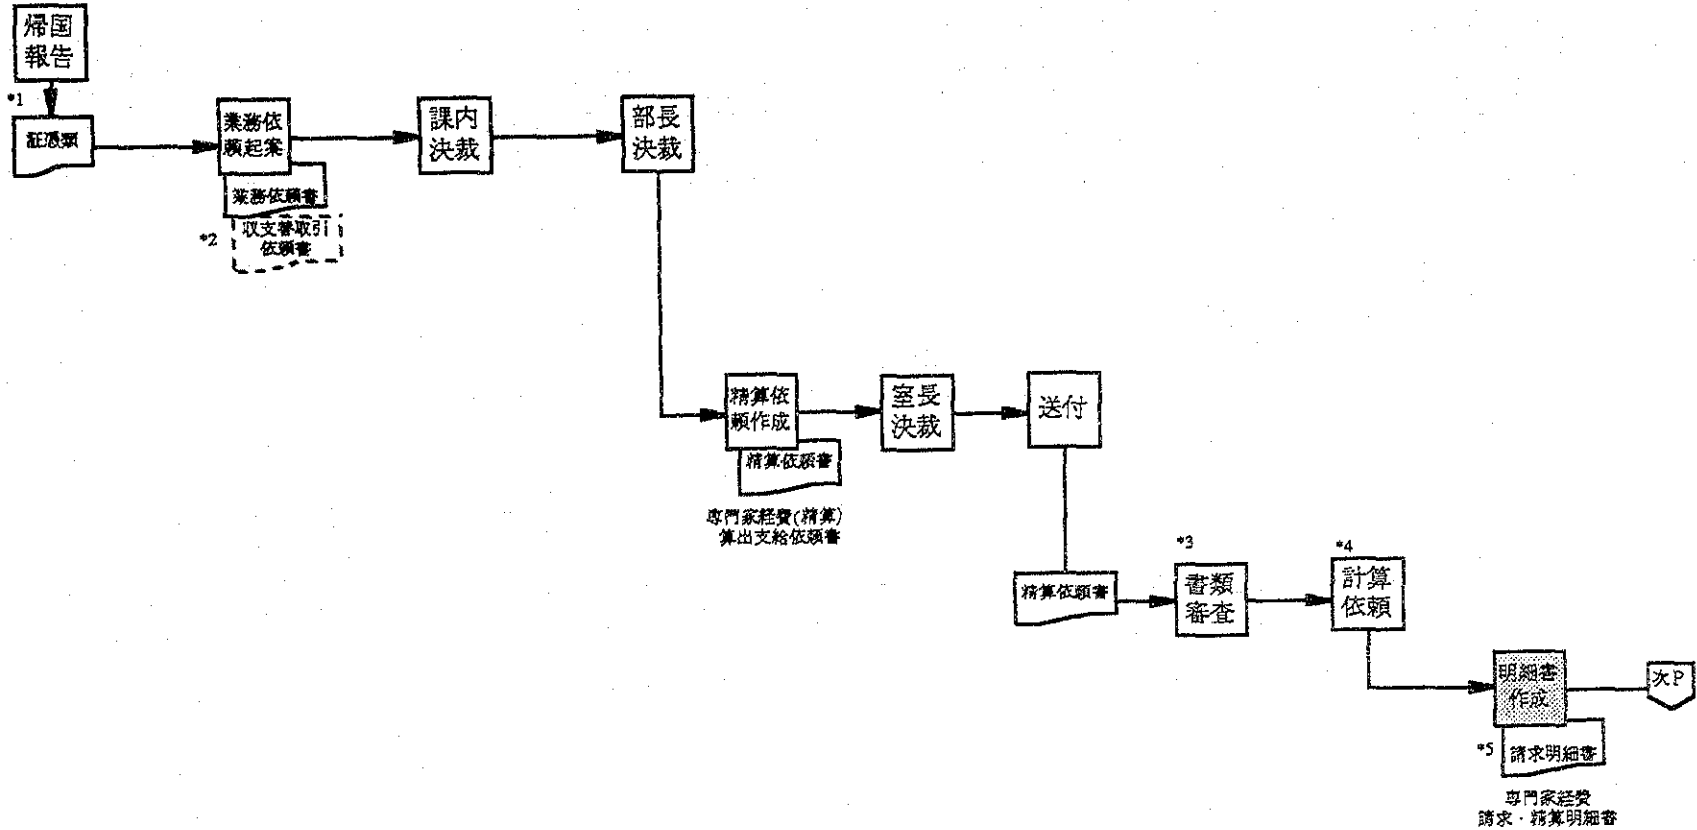 帰国
報告
*1
証憑類
業務依
頼起案
業務依頼書
*2
収支替取引
依頼書
課内
決裁
部長
決裁
精算依
頼作成
精算依頼書
専門家経費(精算)
算出支給依頼書
室長
決裁
送付
精算依頼書
*3
書類
審査
*4
計算
依頼
明細書
作成
*5
請求明細書
専門家経費
請求・精算明細書
次P